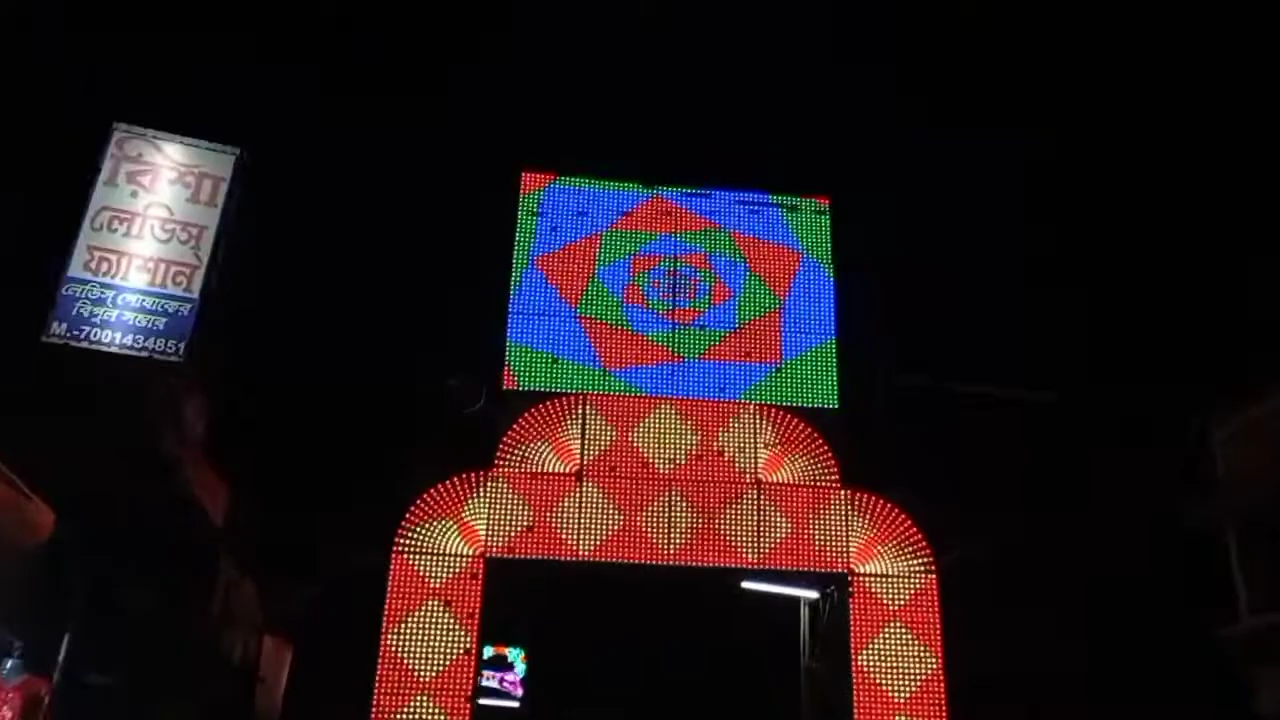 রিশা
লেডিস্
ফ্যাশান্
লেডিস্ পোষাকের
বিপুল সম্ভার
M.-7001434851